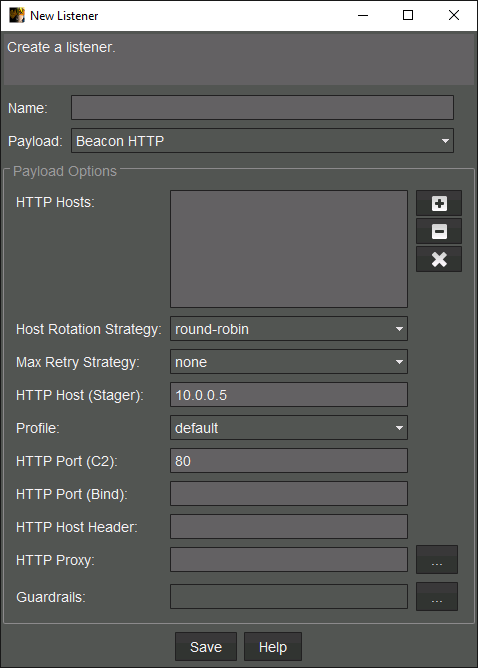 New Listener
Create a listener.
Name:
Payload: Beacon HTTP
Payload Options
HTTP Hosts:
Host Rotation Strategy: round-robin
Max Retry Strategy: none
HTTP Host (Stager): 10.0.0.5
Profile: default
HTTP Port (C2): 80
HTTP Port (Bind):
HTTP Host Header:
HTTP Proxy: ...
Guardrails: ...
Save Help